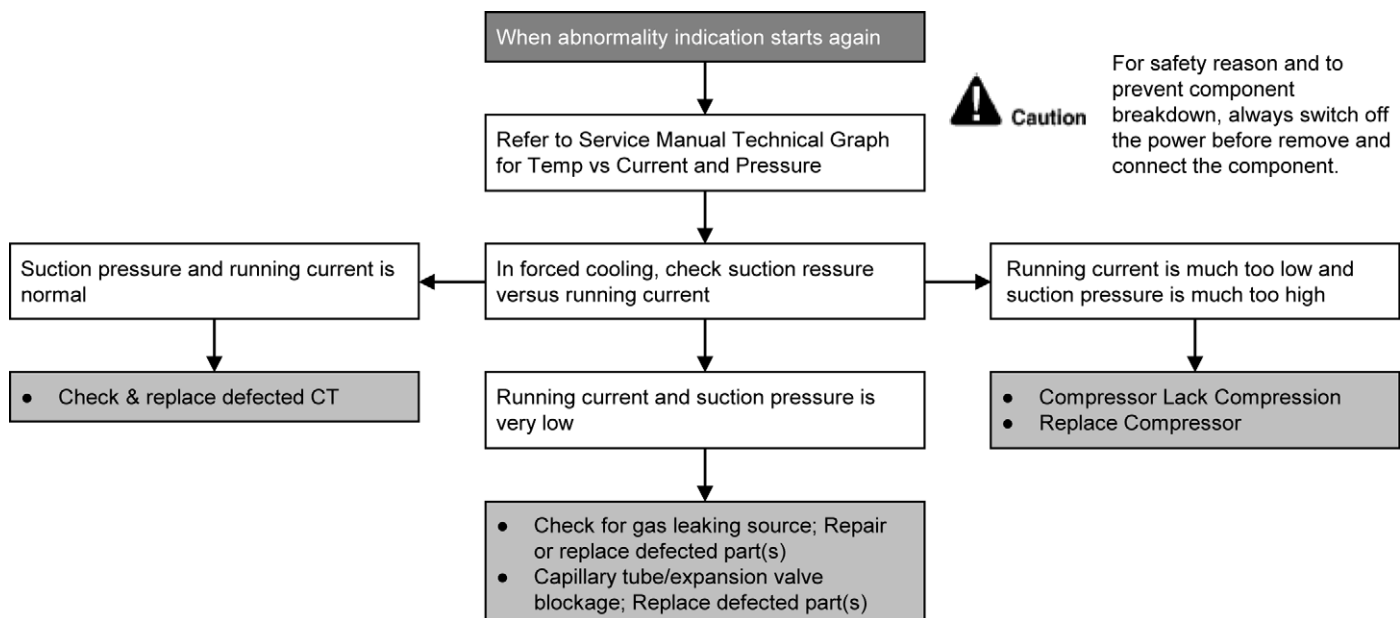 When abnormality indication starts again
Caution
For safety reason and to
prevent component
breakdown, always switch off
the power before remove and
connect the component.
Refer to Service Manual Technical Graph
for Temp vs Current and Pressure
Suction pressure and running current is
normal
In forced cooling, check suction ressure
versus running current
Running current is much too low and
suction pressure is much too high
● Check & replace defected CT
Running current and suction pressure is
very low
● Compressor Lack Compression
● Replace Compressor
● Check for gas leaking source; Repair
or replace defected part(s)
● Capillary tube/expansion valve
blockage; Replace defected part(s)